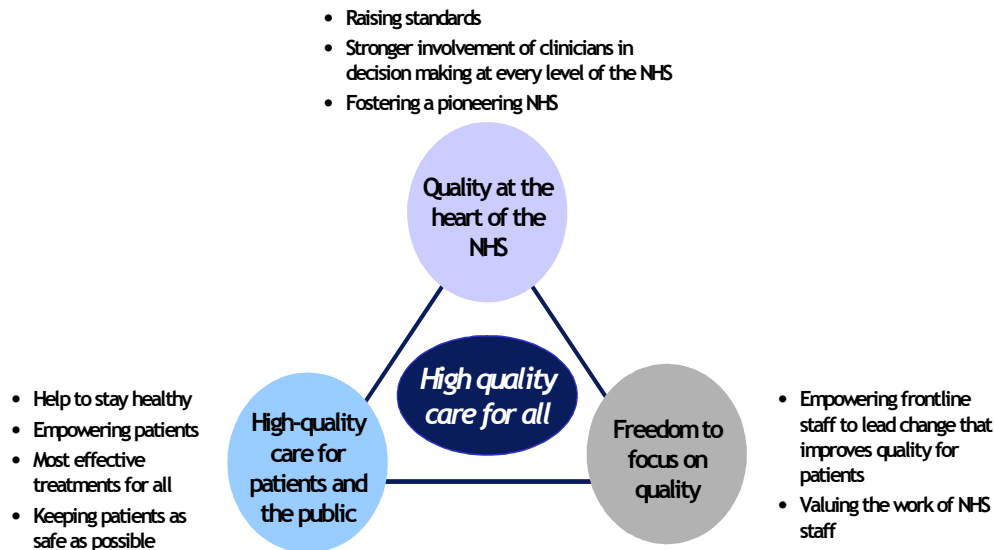 • Raising standards
• Stronger involvement of clinicians in
decision making at every level of the NHS
• Fostering a pioneering NHS
Quality at the
heart of the
NHS
High quality
care for all
• Help to stay healthy
• Empowering patients
• Most effective
treatments for all
• Keeping patients as
safe as possible
High-quality
care for
patients and
the public
Freedom to
focus on
quality
• Empowering frontline
staff to lead change that
improves quality for
patients
• Valuing the work of NHS
staff